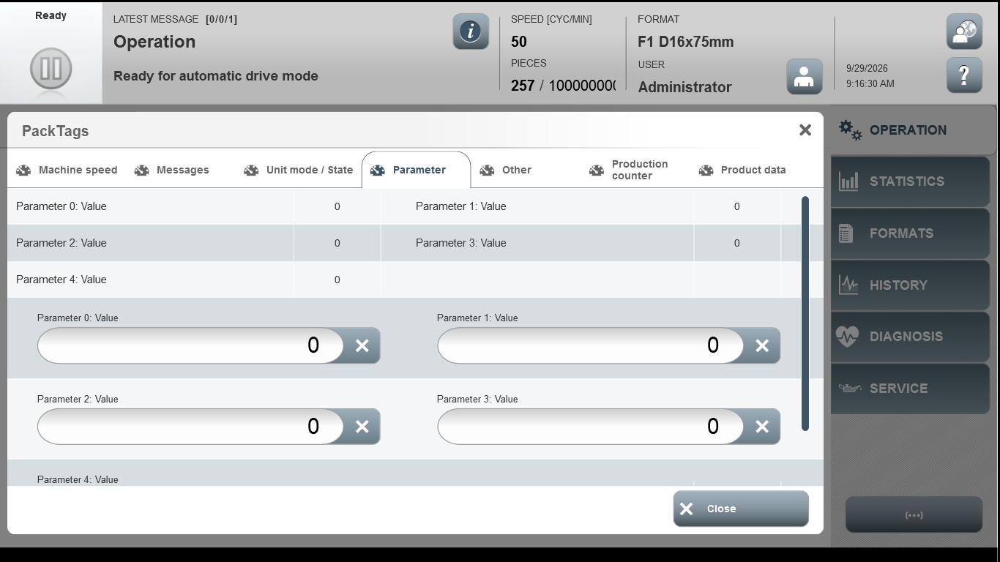 Ready
LATEST MESSAGE [0/0/1]
Operation
Ready for automatic drive mode
i
SPEED [CYC/MIN]
50
PIECES
257 / 10000000
FORMAT
F1 D16x75mm
USER
Administrator
9/29/2026
9:16:30 AM
?
PackTags
Machine speed
Messages
Unit mode / State
Parameter
Other
Production
counter
Product data
Parameter 0: Value 0 Parameter 1: Value 0
Parameter 2: Value 0 Parameter 3: Value 0
Parameter 4: Value 0
Parameter 0: Value Parameter 1: Value
0 0
Parameter 2: Value Parameter 3: Value
0 0
Parameter 4: Value
Close
OPERATION
STATISTICS
FORMATS
HISTORY
DIAGNOSIS
SERVICE
(•••)